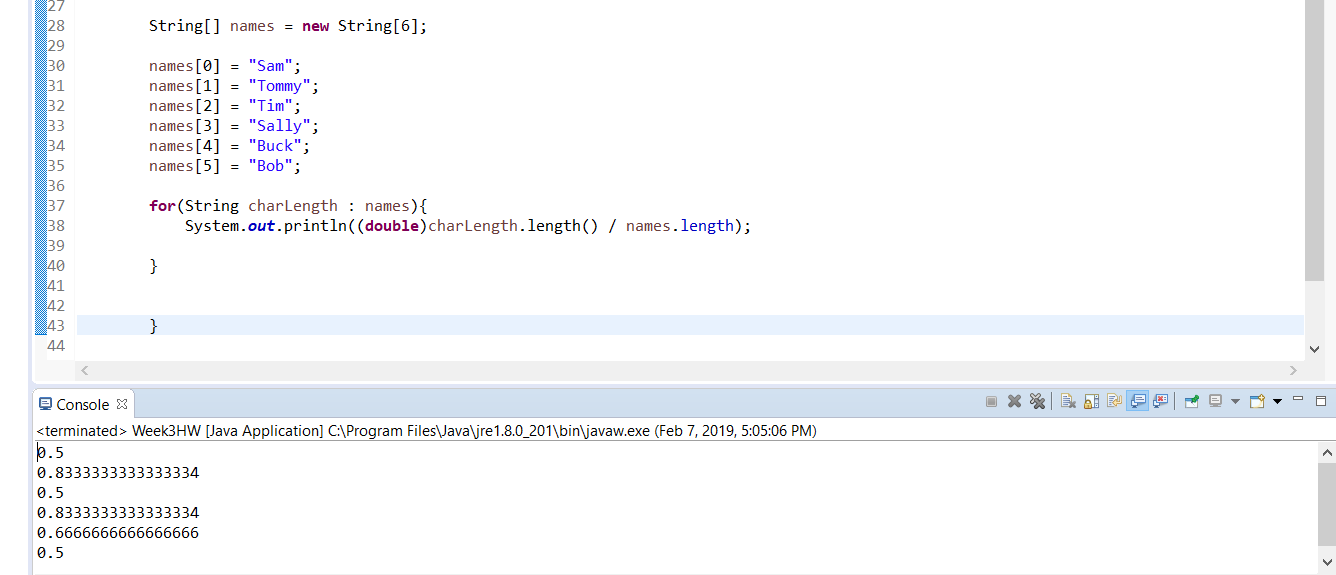 27
28 String[] names = new String[6];
29
30 names[0] = "Sam";
31 names[1] = "Tommy";
32 names[2] = "Tim";
33 names[3] = "Sally";
34 names[4] = "Buck";
35 names[5] = "Bob";
36
37 for(String charLength : names){
38 System.out.println((double)charLength.length() / names.length);
39
40 }
41
42
43 }
44
Console
<terminated> Week3HW [Java Application] C:\Program Files\Java\jre1.8.0_201\bin\javaw.exe (Feb 7, 2019, 5:05:06 PM)
0.5
0.8333333333333334
0.5
0.8333333333333334
0.6666666666666666
0.5